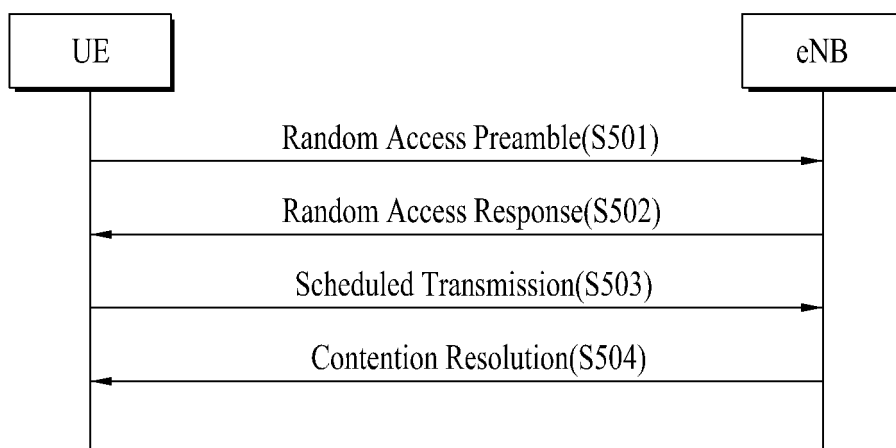 UE
eNB
Random Access Preamble(S501)
Random Access Response(S502)
Scheduled Transmission(S503)
Contention Resolution(S504)